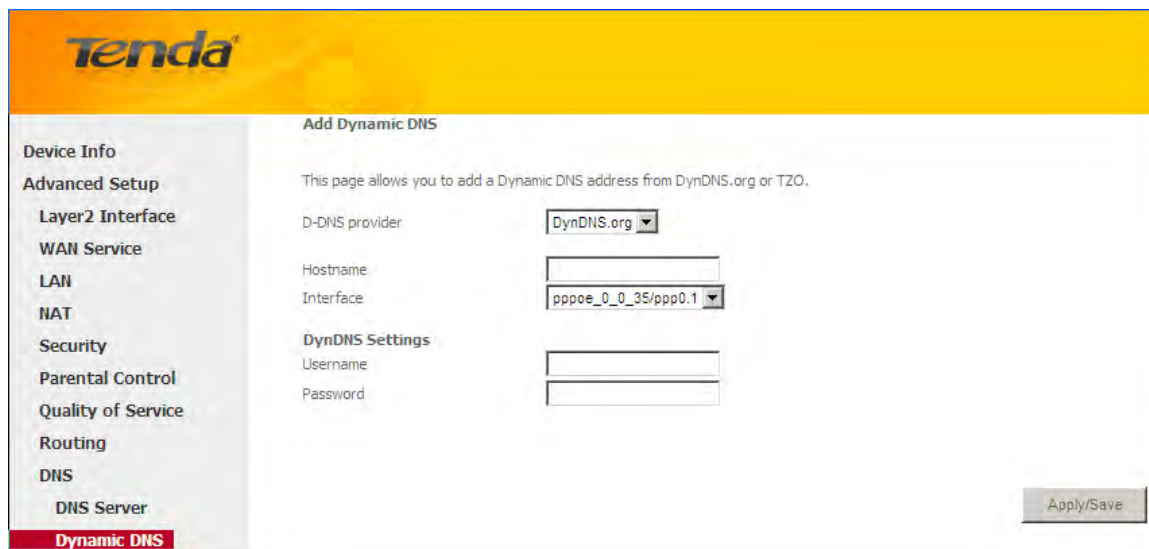 Tenda
Device Info
Advanced Setup
Layer2 Interface
WAN Service
LAN
NAT
Security
Parental Control
Quality of Service
Routing
DNS
DNS Server
Dynamic DNS
Add Dynamic DNS
This page allows you to add a Dynamic DNS address from DynDNS.org or TZO.
D-DNS provider DynDNS.org
Hostname
Interface pppoe_0_0_35/ppp0.1
DynDNS Settings
Username
Password
Apply/Save